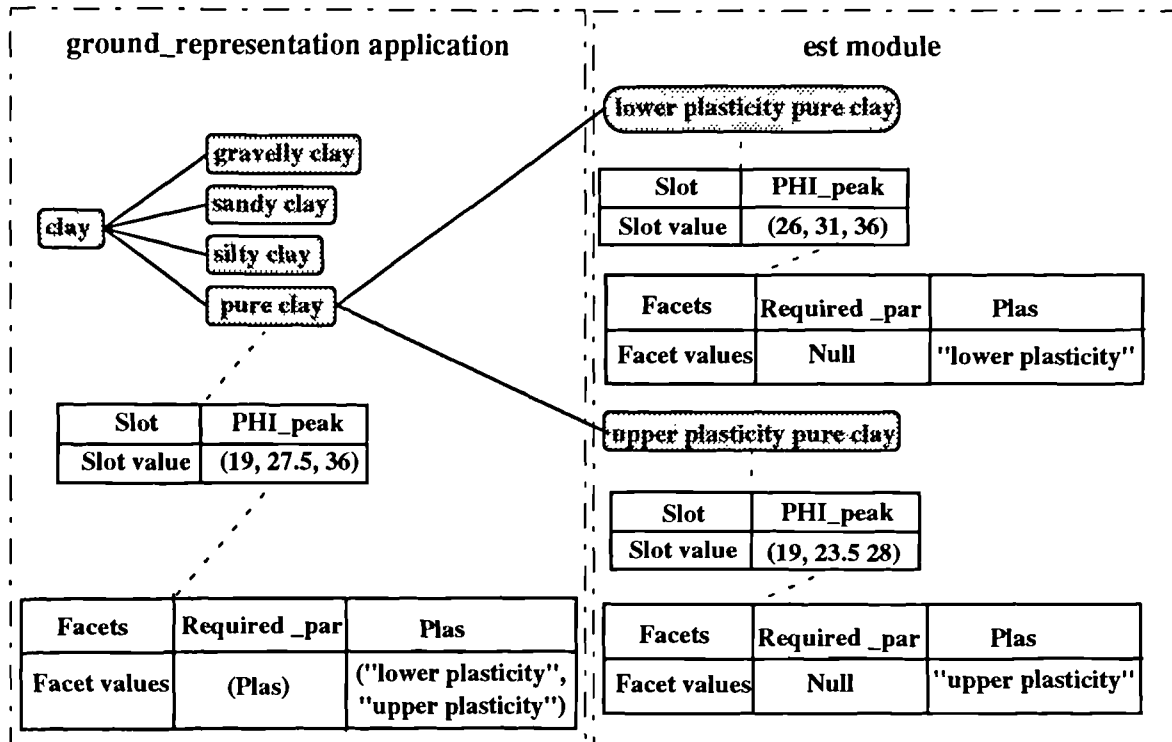 ground_representation application
gravelly clay
sandy clay
clay
silty clay
pure clay
Slot PHI_peak
Slot value (19, 27.5, 36)
Facets Required _par Plas
Facet values (Plas) ("lower plasticity",
"upper plasticity")
est module
lower plasticity pure clay
Slot PHI_peak
Slot value (26, 31, 36)
Facets Required _par Plas
Facet values Null "lower plasticity"
upper plasticity pure clay
Slot PHI_peak
Slot value (19, 23.5 28)
Facets Required _par Plas
Facet values Null "upper plasticity"